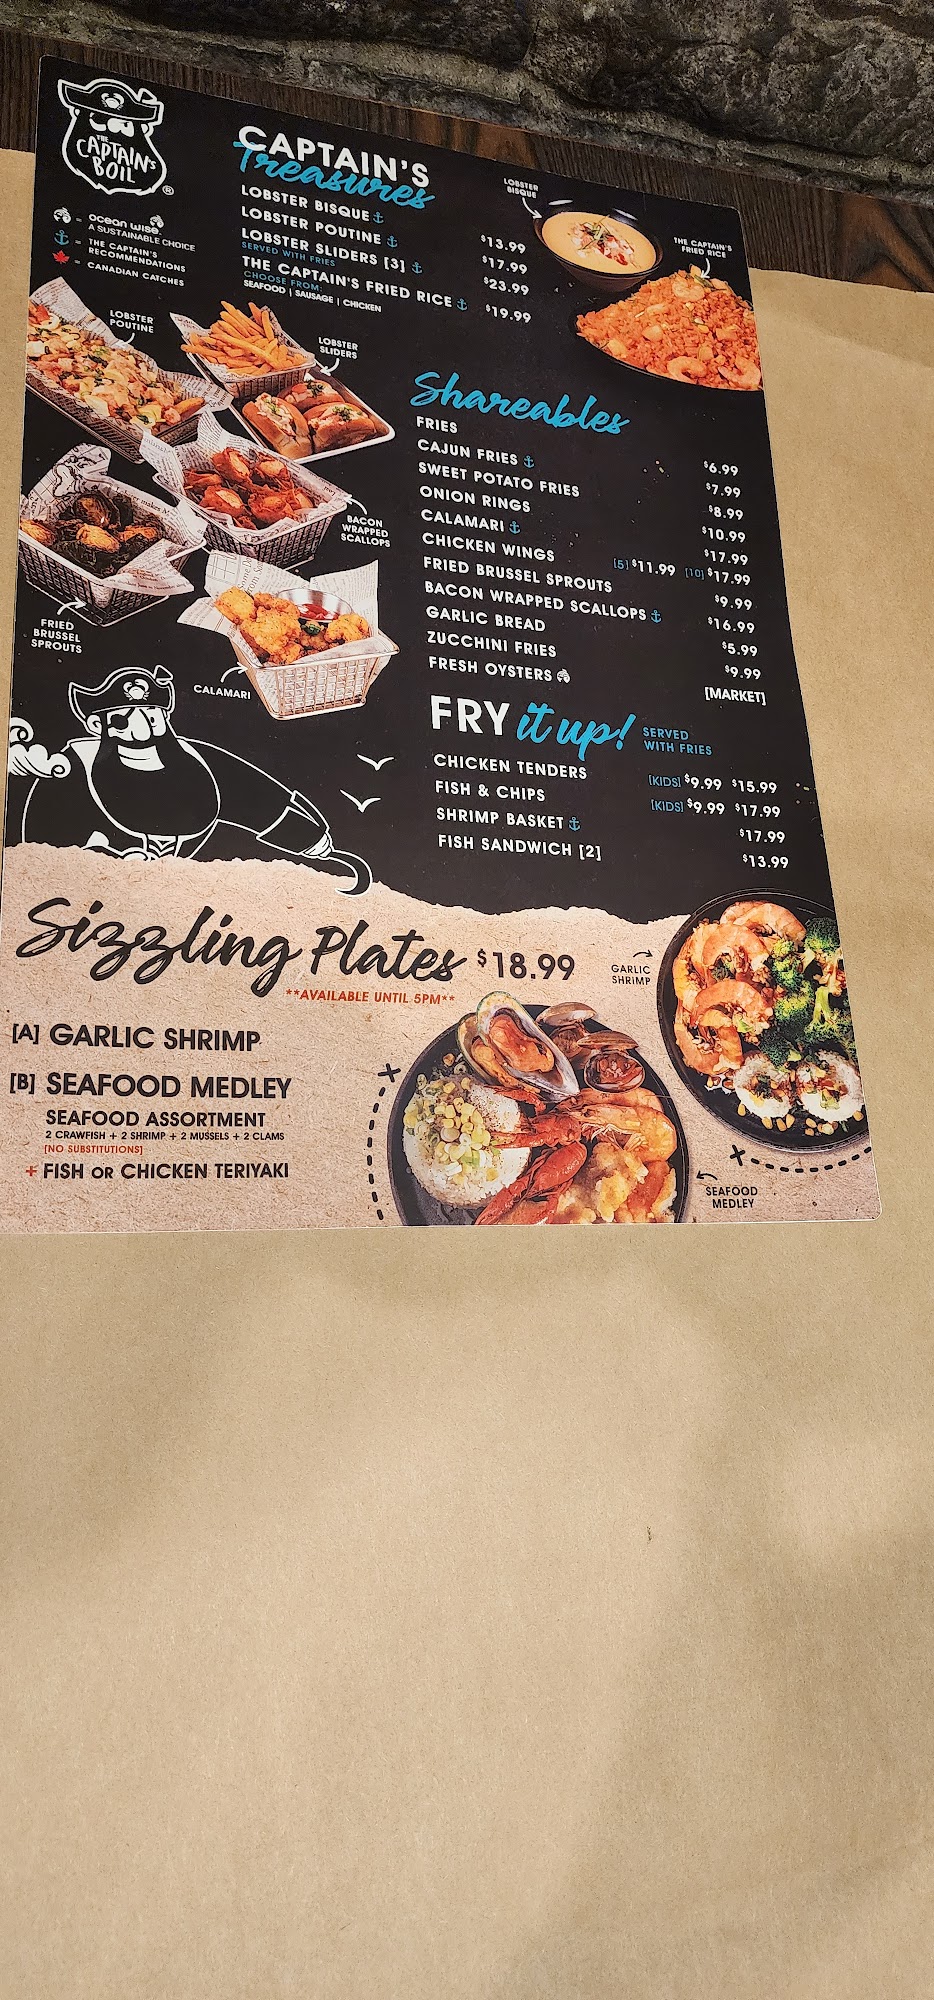 THE
CAPTAIN'S
BOIL
®
= ocean wise.
A SUSTAINABLE CHOICE
= THE CAPTAIN'S
RECOMMENDATIONS
= CANADIAN CATCHES
CAPTAIN'S
Treasures
LOBSTER BISQUE $13.99
LOBSTER POUTINE $17.99
LOBSTER SLIDERS [3] $23.99
SERVED WITH FRIES
THE CAPTAIN'S FRIED RICE $19.99
CHOOSE FROM:
SEAFOOD | SAUSAGE | CHICKEN
LOBSTER
BISQUE
THE CAPTAIN'S
FRIED RICE
LOBSTER
POUTINE
LOBSTER
SLIDERS
BACON
WRAPPED
SCALLOPS
FRIED
BRUSSEL
SPROUTS
CALAMARI
Shareables
FRIES $6.99
CAJUN FRIES $7.99
SWEET POTATO FRIES $8.99
ONION RINGS $10.99
CALAMARI $17.99
CHICKEN WINGS [5] $11.99 [10] $17.99
FRIED BRUSSEL SPROUTS $9.99
BACON WRAPPED SCALLOPS $16.99
GARLIC BREAD $5.99
ZUCCHINI FRIES $9.99
FRESH OYSTERS [MARKET]
FRY it up! SERVED
WITH FRIES
CHICKEN TENDERS [KIDS] $9.99 $15.99
FISH & CHIPS [KIDS] $9.99 $17.99
SHRIMP BASKET $17.99
FISH SANDWICH [2] $13.99
Sizzling Plates $18.99
**AVAILABLE UNTIL 5PM**
[A] GARLIC SHRIMP
[B] SEAFOOD MEDLEY
SEAFOOD ASSORTMENT
2 CRAWFISH + 2 SHRIMP + 2 MUSSELS + 2 CLAMS
[NO SUBSTITUTIONS]
+ FISH OR CHICKEN TERIYAKI
GARLIC
SHRIMP
SEAFOOD
MEDLEY